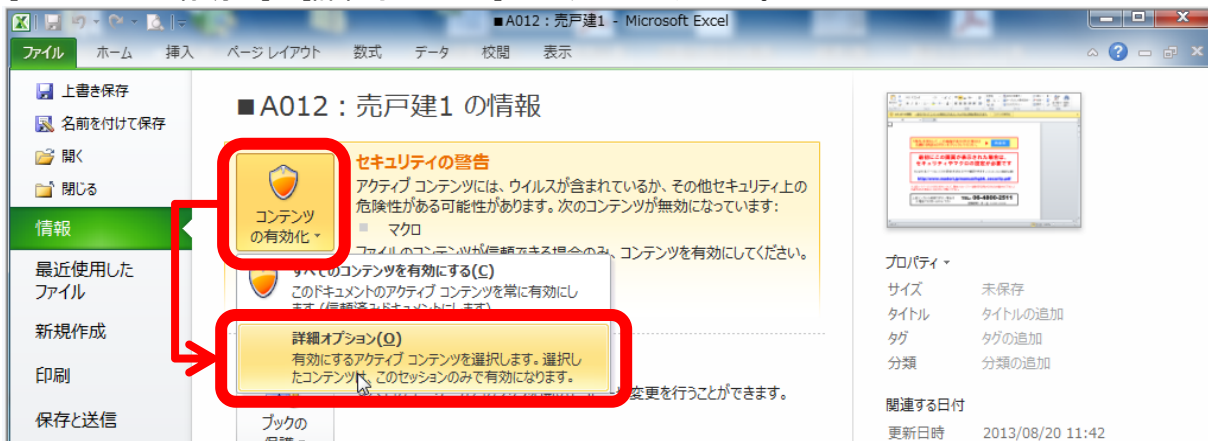 ■A012：売戸建1 - Microsoft Excel
ファイル ホーム 挿入 ページ レイアウト 数式 データ 校閲 表示
上書き保存
名前を付けて保存
開く
閉じる
情報
最近使用した
ファイル
新規作成
印刷
保存と送信
■A012：売戸建1 の情報
コンテンツ
の有効化
セキュリティの警告
アクティブ コンテンツには、ウイルスが含まれているか、その他セキュリティ上の
危険性がある可能性があります。次のコンテンツが無効になっています:
マクロ
ファイルのコンテンツが信頼できる場合のみ、コンテンツを有効にしてください。
すべてのコンテンツを有効にする(C)
このドキュメントのアクティブ コンテンツを常に有効にし
ます (信頼済みドキュメントにします)
詳細オプション(O)
有効にするアクティブ コンテンツを選択します。選択し
たコンテンツは、このセッションのみで有効になります。
変更を行うことができます。
ブックの
プロパティ
サイズ 未保存
タイトル タイトルの追加
タグ タグの追加
分類 分類の追加
関連する日付
更新日時 2013/08/20 11:42